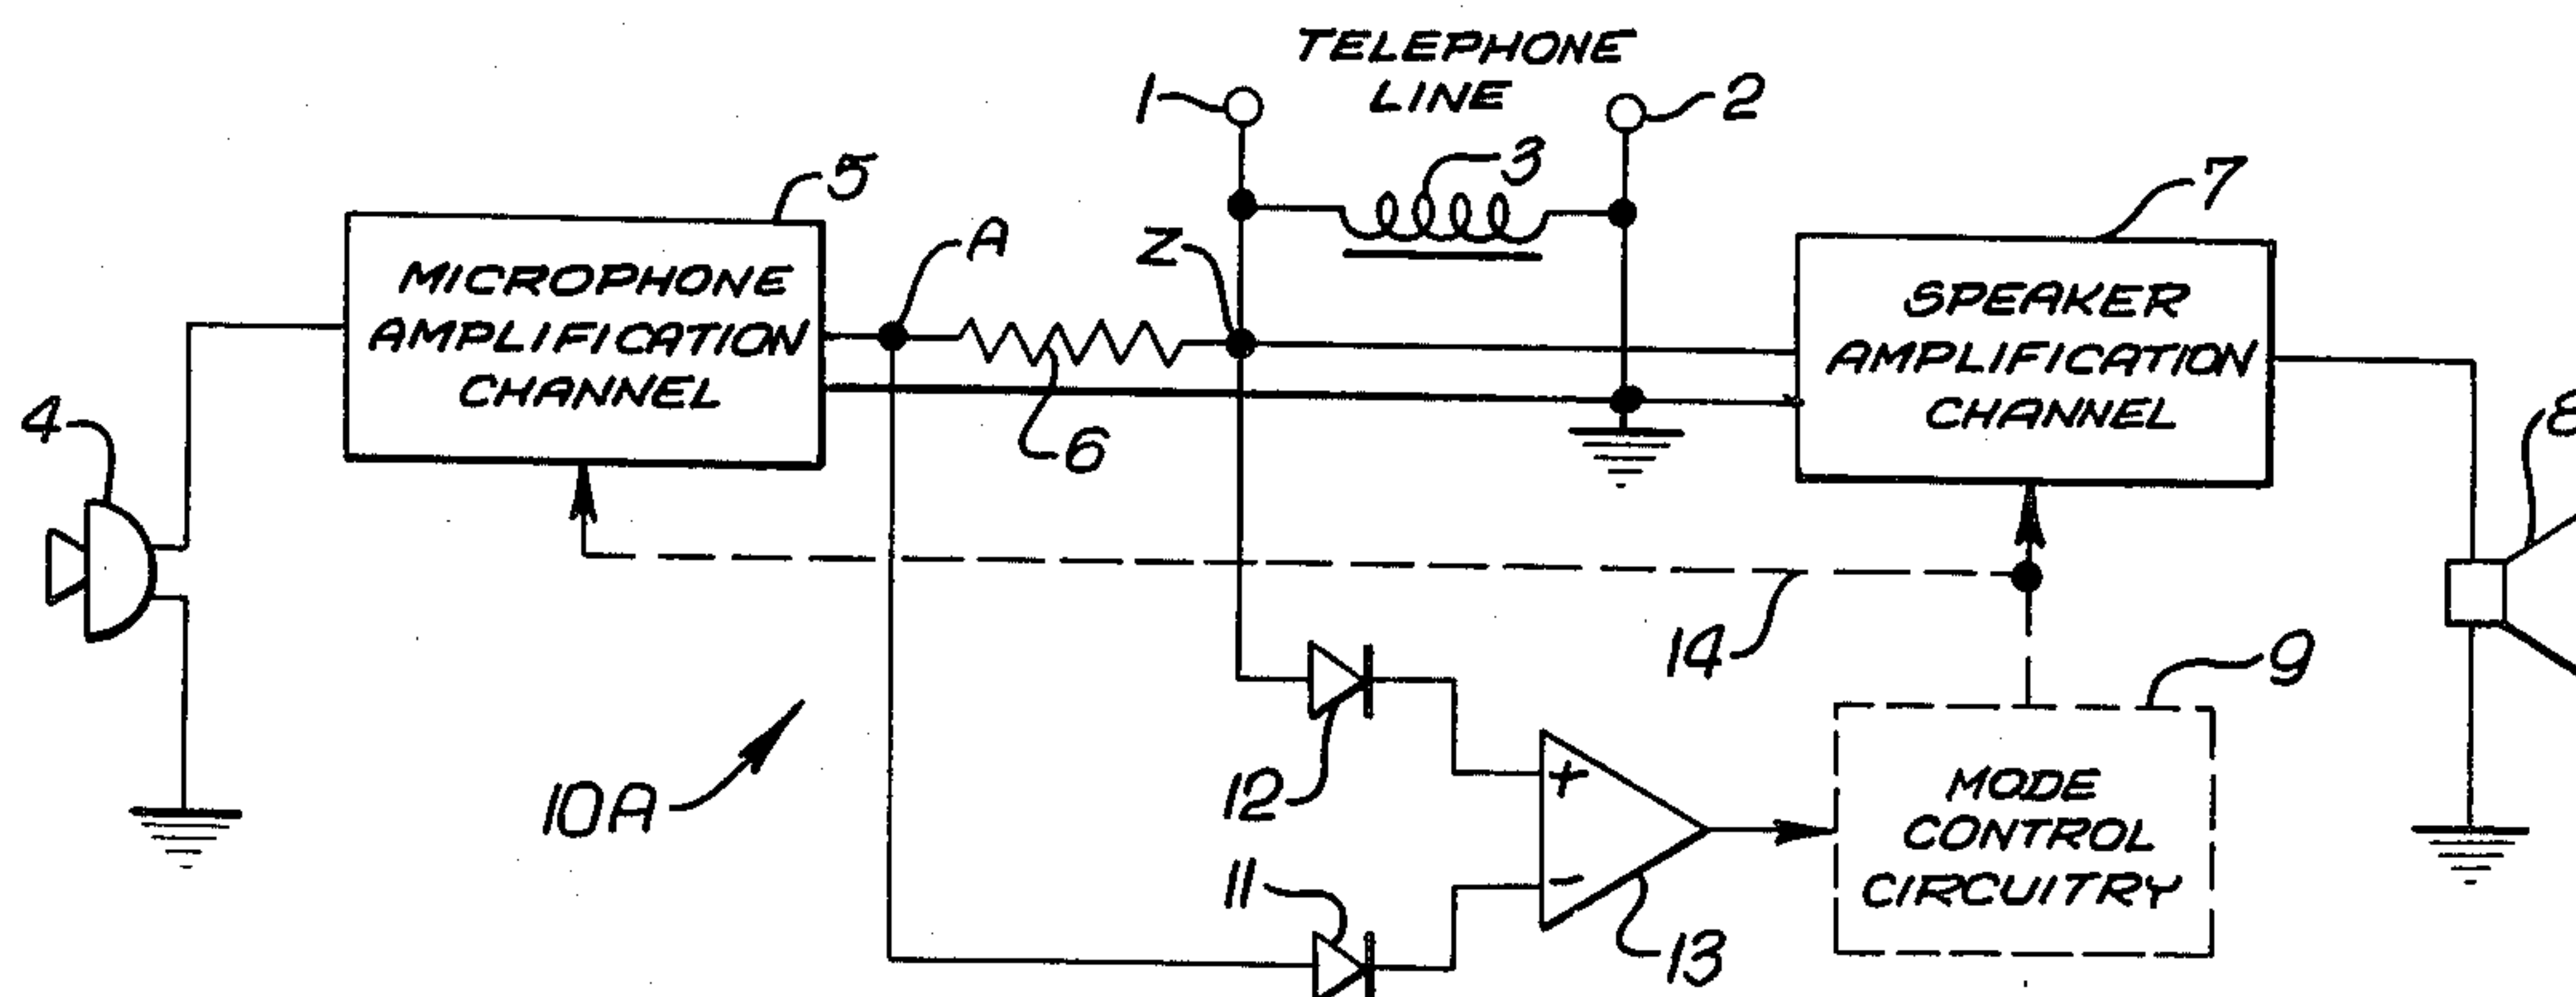 TELEPHONE
LINE
1
2
3
5
7
A
Z
MICROPHONE
AMPLIFICATION
CHANNEL
SPEAKER
AMPLIFICATION
CHANNEL
4
6
8
14
9
10A
12
+
-
11
13
MODE
CONTROL
CIRCUITRY